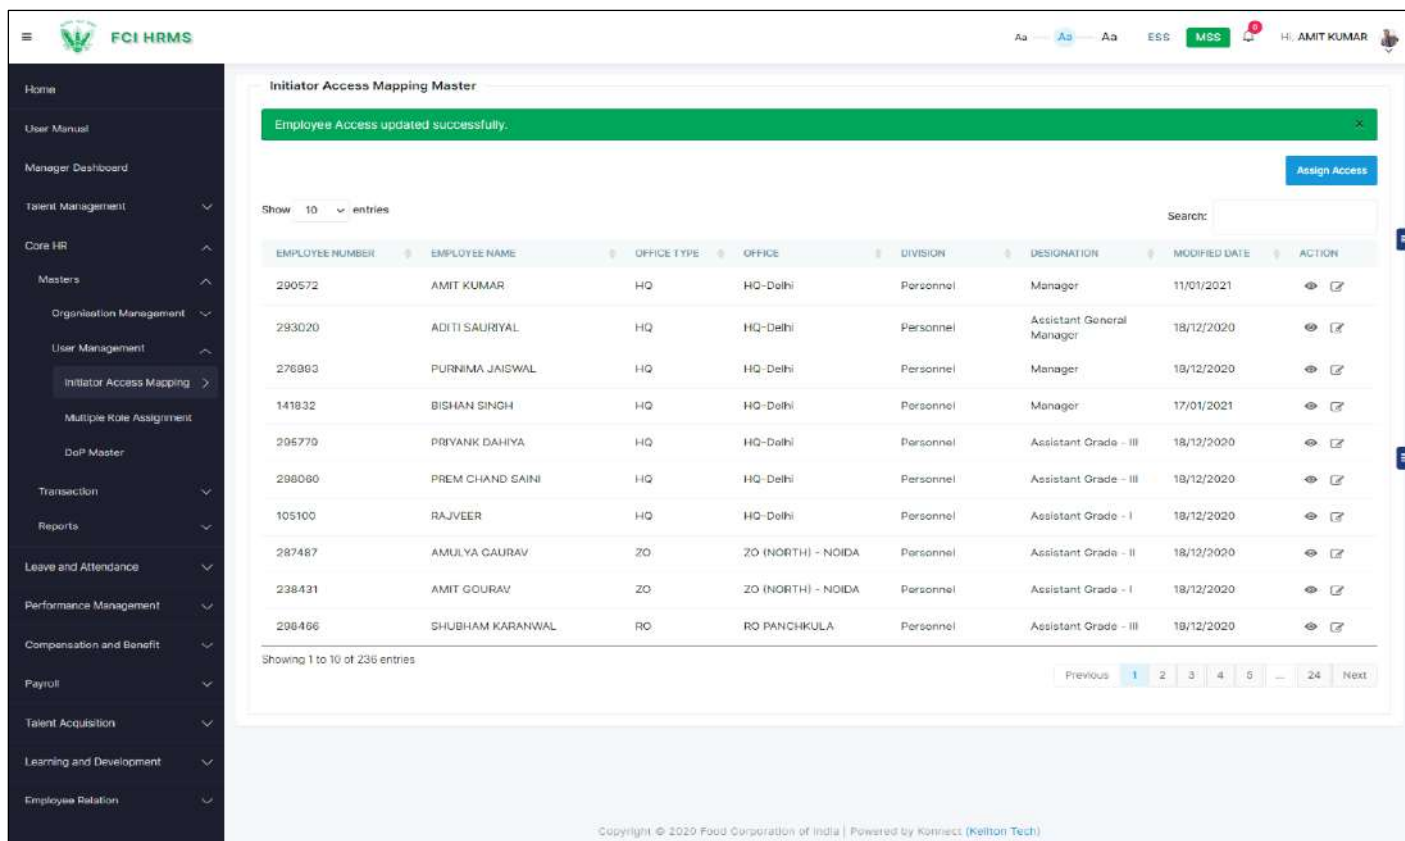 FCI HRMS
Aa Aa Aa ESS MSS 0 Hi, AMIT KUMAR
Home
User Manual
Manager Dashboard
Talent Management
Core HR
Masters
Organisation Management
User Management
Initiator Access Mapping
Multiple Role Assignment
DoP Master
Transaction
Reports
Leave and Attendance
Performance Management
Compensation and Benefit
Payroll
Talent Acquisition
Learning and Development
Employee Relation
Initiator Access Mapping Master
Employee Access updated successfully. ×
Assign Access
Show 10 entries
Search:
EMPLOYEE NUMBER EMPLOYEE NAME OFFICE TYPE OFFICE DIVISION DESIGNATION MODIFIED DATE ACTION
290572 AMIT KUMAR HQ HQ-Delhi Personnel Manager 11/01/2021
293020 ADITI SAURIYAL HQ HQ-Delhi Personnel Assistant General Manager 18/12/2020
276893 PURNIMA JAISWAL HQ HQ-Delhi Personnel Manager 18/12/2020
141832 BISHAN SINGH HQ HQ-Delhi Personnel Manager 17/01/2021
295770 PRIYANK DAHIYA HQ HQ-Delhi Personnel Assistant Grade - III 18/12/2020
298060 PREM CHAND SAINI HQ HQ-Delhi Personnel Assistant Grade - III 18/12/2020
105100 RAJVEER HQ HQ-Delhi Personnel Assistant Grade - I 18/12/2020
287487 AMULYA GAURAV ZO ZO (NORTH) - NOIDA Personnel Assistant Grade - II 18/12/2020
238431 AMIT GOURAV ZO ZO (NORTH) - NOIDA Personnel Assistant Grade - I 18/12/2020
298466 SHUBHAM KARANWAL RO RO PANCHKULA Personnel Assistant Grade - III 18/12/2020
Showing 1 to 10 of 236 entries
Previous 1 2 3 4 5 ... 24 Next
Copyright © 2020 Food Corporation of India | Powered by Konnect (Kellton Tech)